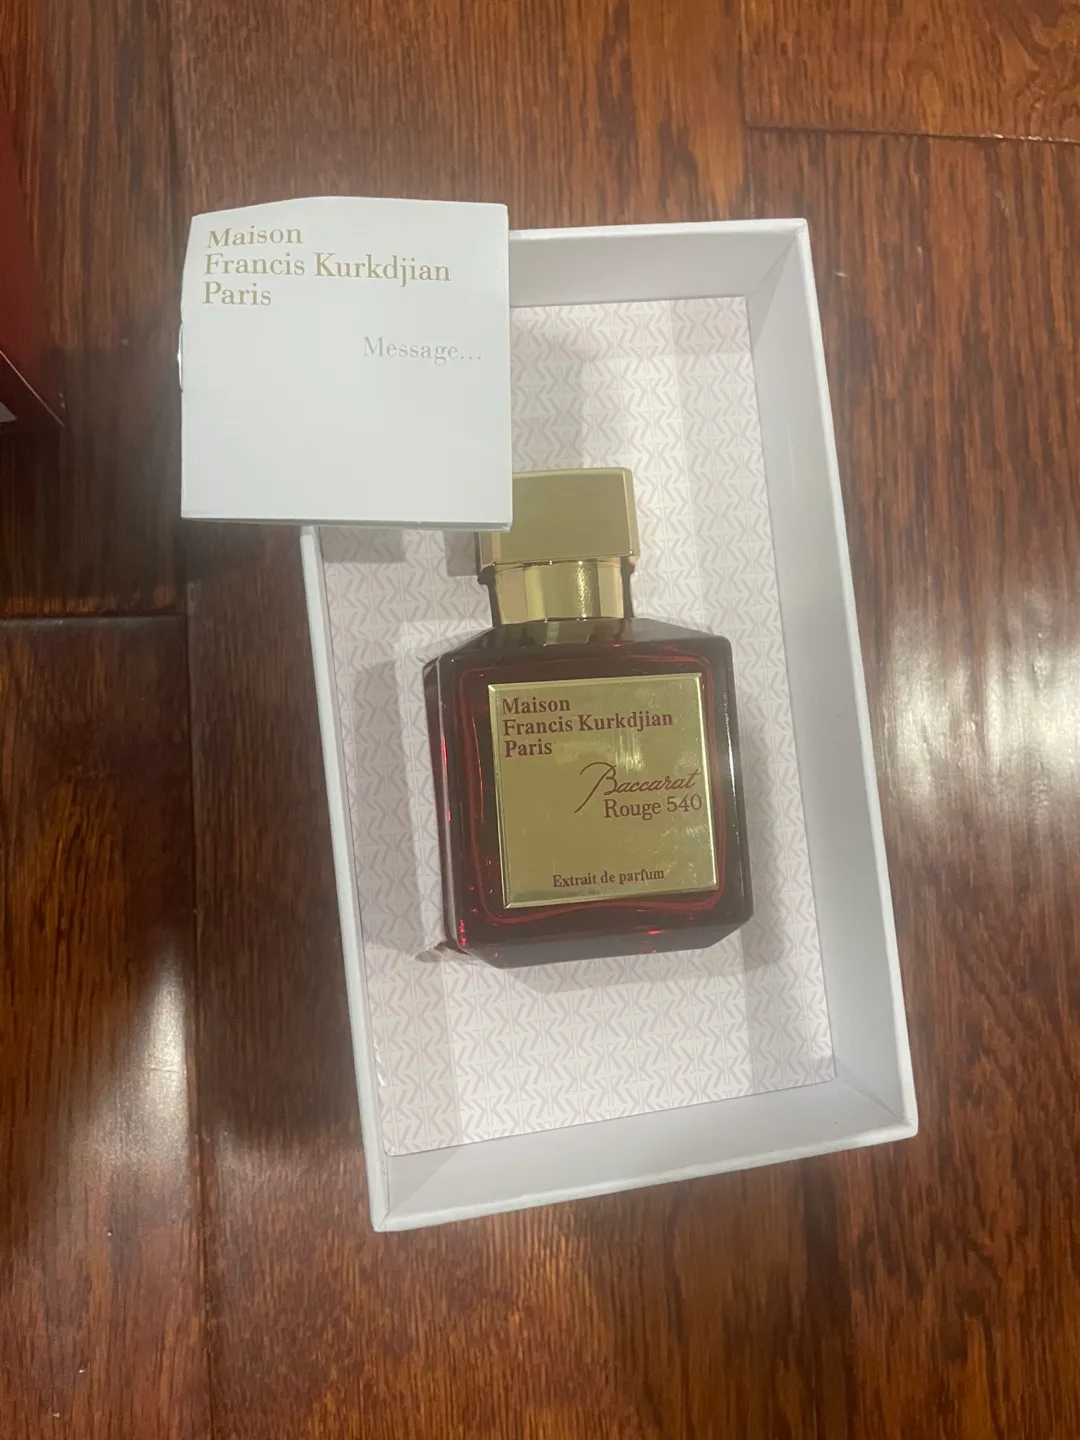 Maison
Francis Kurkdjian
Paris
Message...
Maison
Francis Kurkdjian
Paris
Baccarat
Rouge 540
Extrait de parfum